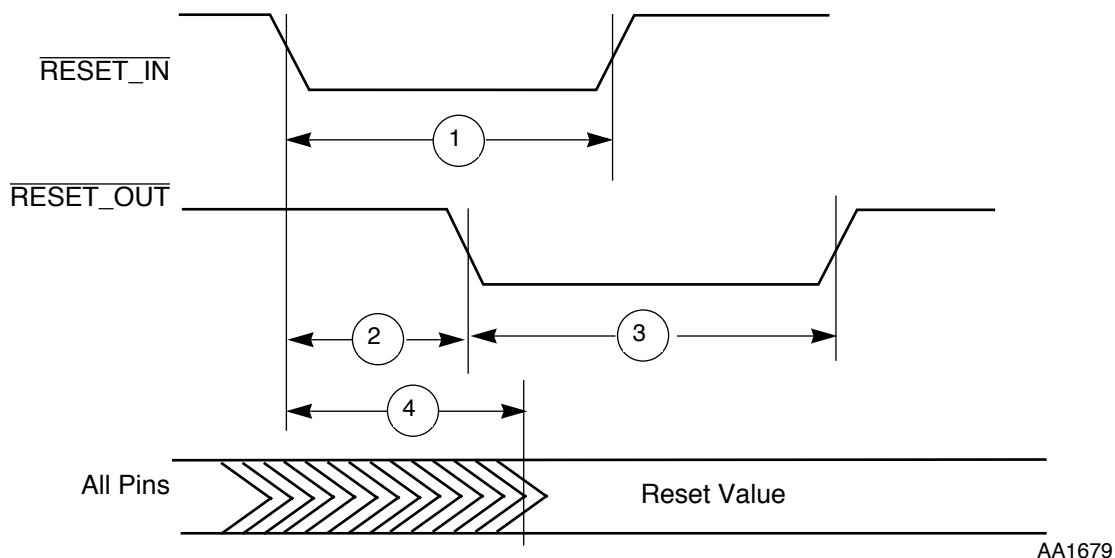 RESET_IN
1
RESET_OUT
2
3
4
All Pins
Reset Value
AA1679